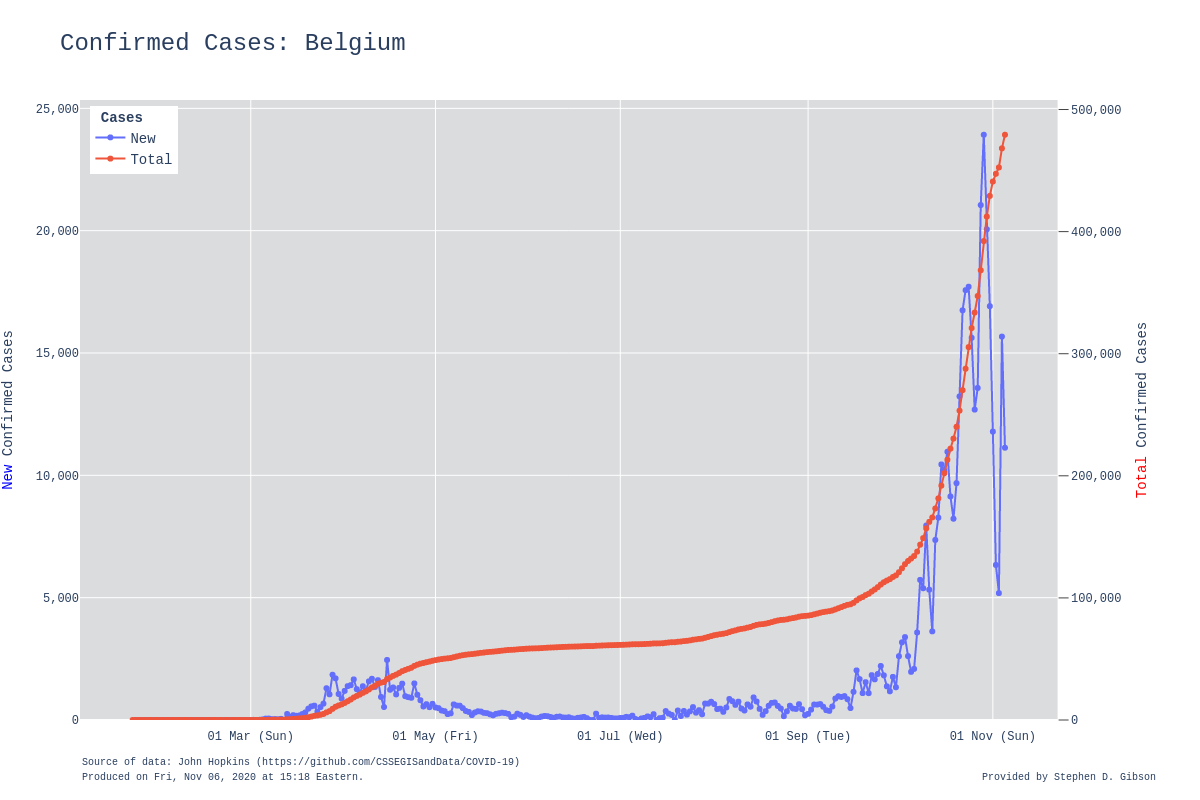 Confirmed Cases: Belgium
Cases
New
Total
25,000
20,000
15,000
10,000
5,000
0
500,000
400,000
300,000
200,000
100,000
0
New Confirmed Cases
Total Confirmed Cases
01 Mar (Sun)
01 May (Fri)
01 Jul (Wed)
01 Sep (Tue)
01 Nov (Sun)
Source of data: John Hopkins (https://github.com/CSSEGISandData/COVID-19)
Produced on Fri, Nov 06, 2020 at 15:18 Eastern.
Provided by Stephen D. Gibson